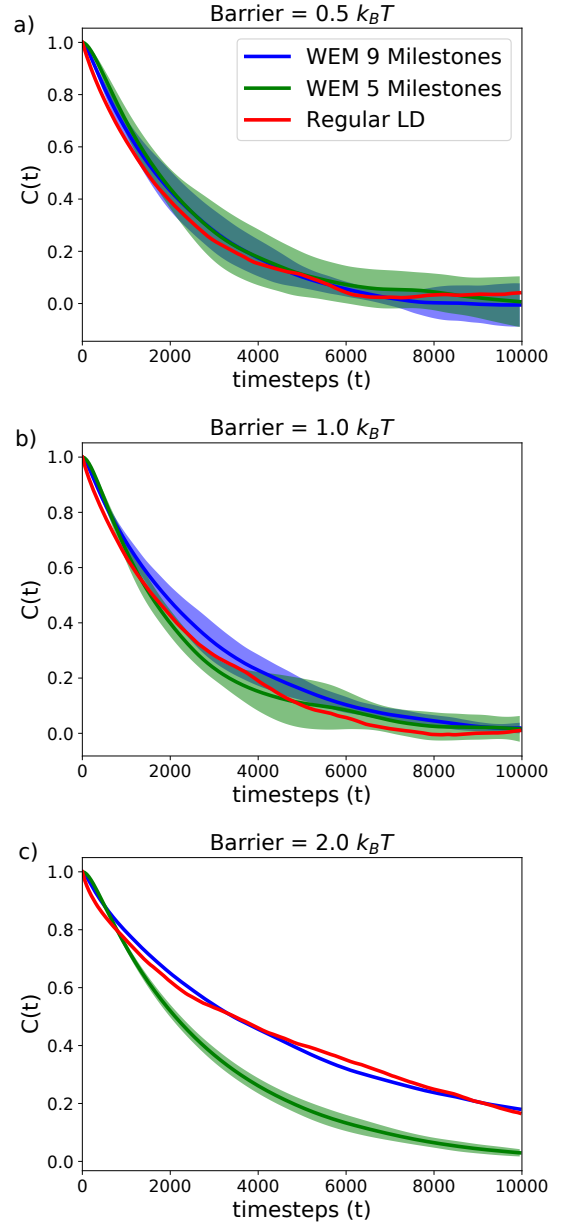 a)
Barrier = 0.5 k_BT
WEM 9 Milestones
WEM 5 Milestones
Regular LD
C(t)
1.0
0.8
0.6
0.4
0.2
0.0
0 2000 4000 6000 8000 10000
timesteps (t)
b)
Barrier = 1.0 k_BT
C(t)
1.0
0.8
0.6
0.4
0.2
0.0
0 2000 4000 6000 8000 10000
timesteps (t)
c)
Barrier = 2.0 k_BT
C(t)
1.0
0.8
0.6
0.4
0.2
0.0
0 2000 4000 6000 8000 10000
timesteps (t)